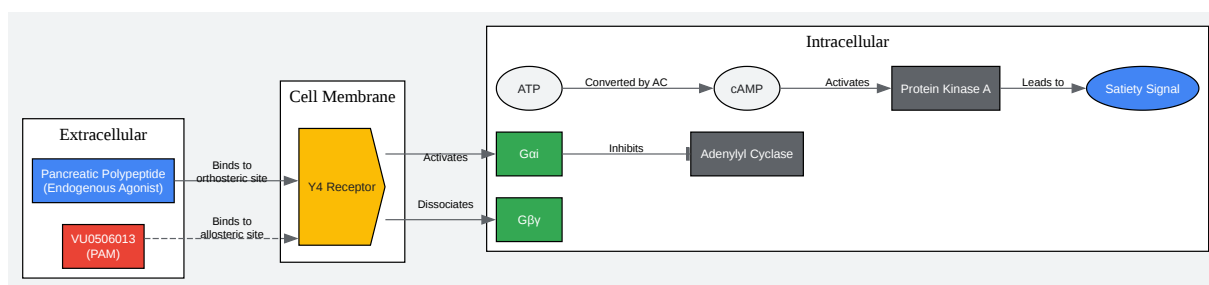 Intracellular
ATP
Converted by AC
cAMP
Activates
Protein Kinase A
Leads to
Satiety Signal
Cell Membrane
Extracellular
Pancreatic Polypeptide
(Endogenous Agonist)
Binds to
orthosteric site
Y4 Receptor
Activates
Gαi
Inhibits
Adenylyl Cyclase
VU0506013
(PAM)
Binds to
allosteric site
Dissociates
Gβγ